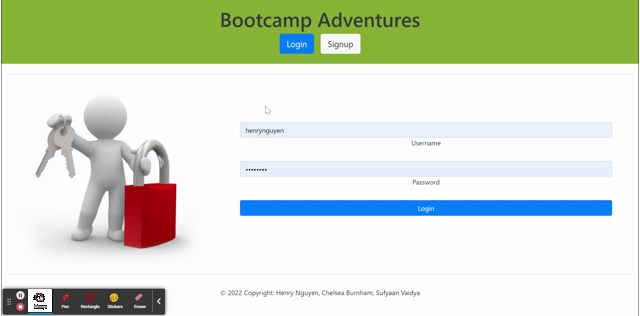 Bootcamp Adventures
Login Signup
henrynguyen
Username
••••••••
Password
Login
© 2022 Copyright: Henry Nguyen, Chelsea Burnham, Sufyaan Vaidya
Pen Rectangle Stickers Eraser